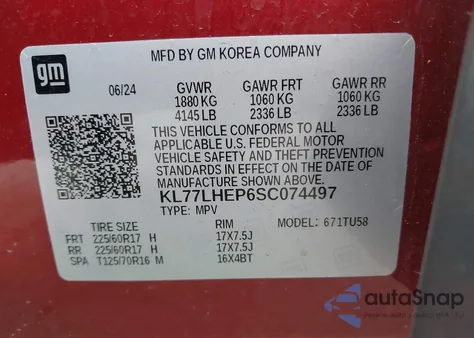 gm
MFD BY GM KOREA COMPANY
06/24 GVWR GAWR FRT GAWR RR
1880 KG 1060 KG 1060 KG
4145 LB 2336 LB 2336 LB
THIS VEHICLE CONFORMS TO ALL
APPLICABLE U.S. FEDERAL MOTOR
VEHICLE SAFETY AND THEFT PREVENTION
STANDARDS IN EFFECT ON THE DATE OF
MANUFACTURE SHOWN ABOVE.
KL77LHEP6SC074497
TYPE: MPV MODEL: 671TU58
TIRE SIZE RIM
FRT 225/60R17 H 17X7.5J
RR 225/60R17 H 17X7.5J
SPA T125/70R16 M 16X4BT
autaSnap